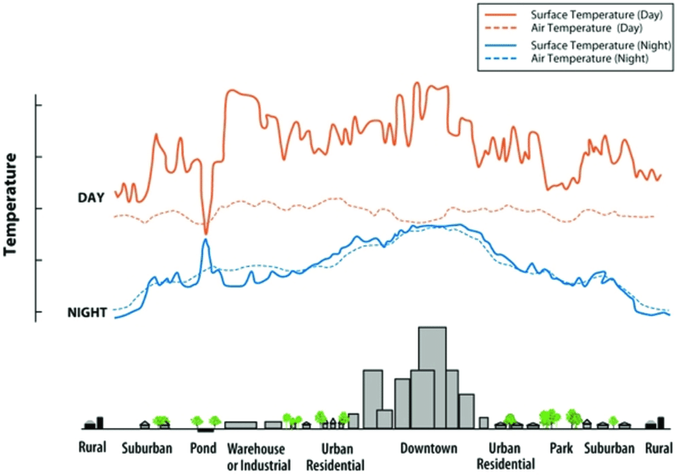 Surface Temperature (Day)
Air Temperature (Day)
Surface Temperature (Night)
Air Temperature (Night)
Temperature
DAY
NIGHT
Rural
Suburban
Pond
Warehouse
or Industrial
Urban
Residential
Downtown
Urban
Residential
Park
Suburban
Rural